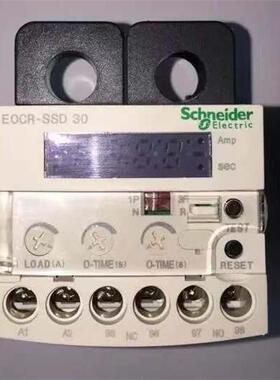 EOCR-SSD 30
Schneider
Electric
Amp
sec
1P
3P
N
R
TEST
RESET
LOAD(A)
D-TIME(s)
O-TIME(s)
A1
A2
95
NC
96
97
NO
98